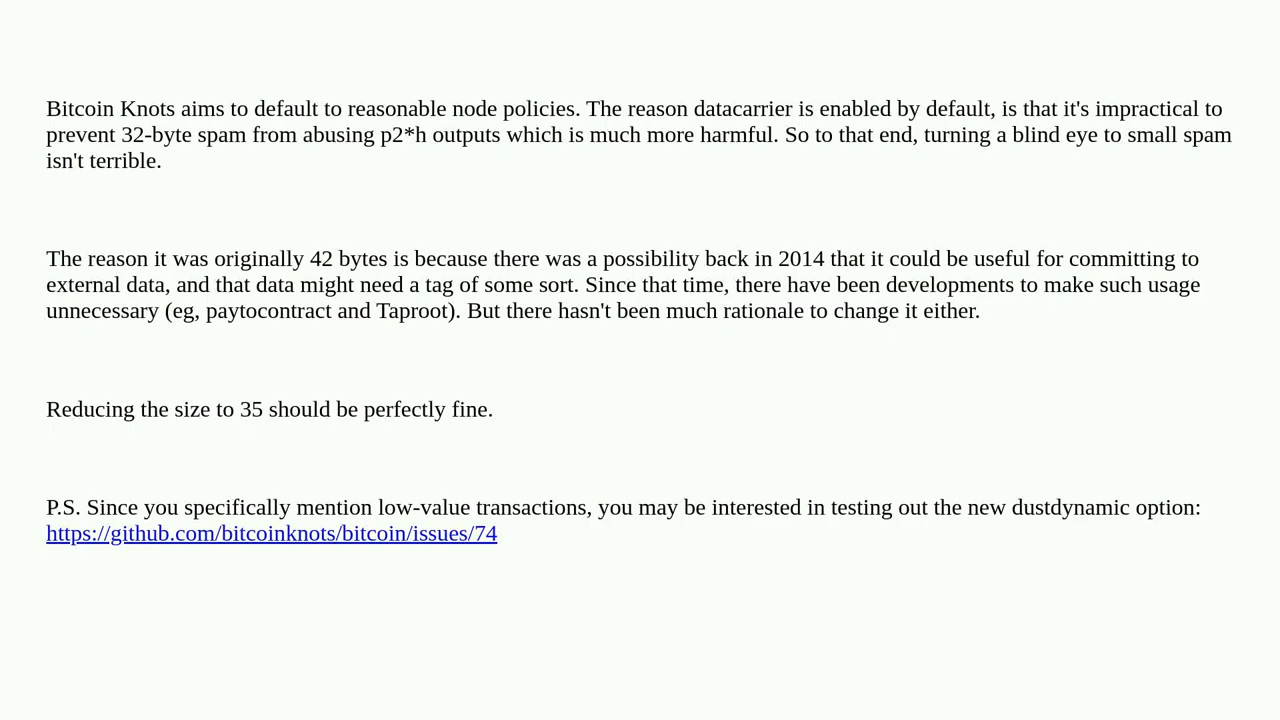 Bitcoin Knots aims to default to reasonable node policies. The reason datacarrier is enabled by default, is that it's impractical to
prevent 32-byte spam from abusing p2*h outputs which is much more harmful. So to that end, turning a blind eye to small spam
isn't terrible.
The reason it was originally 42 bytes is because there was a possibility back in 2014 that it could be useful for committing to
external data, and that data might need a tag of some sort. Since that time, there have been developments to make such usage
unnecessary (eg, paytocontract and Taproot). But there hasn't been much rationale to change it either.
Reducing the size to 35 should be perfectly fine.
P.S. Since you specifically mention low-value transactions, you may be interested in testing out the new dustdynamic option:
https://github.com/bitcoinknots/bitcoin/issues/74